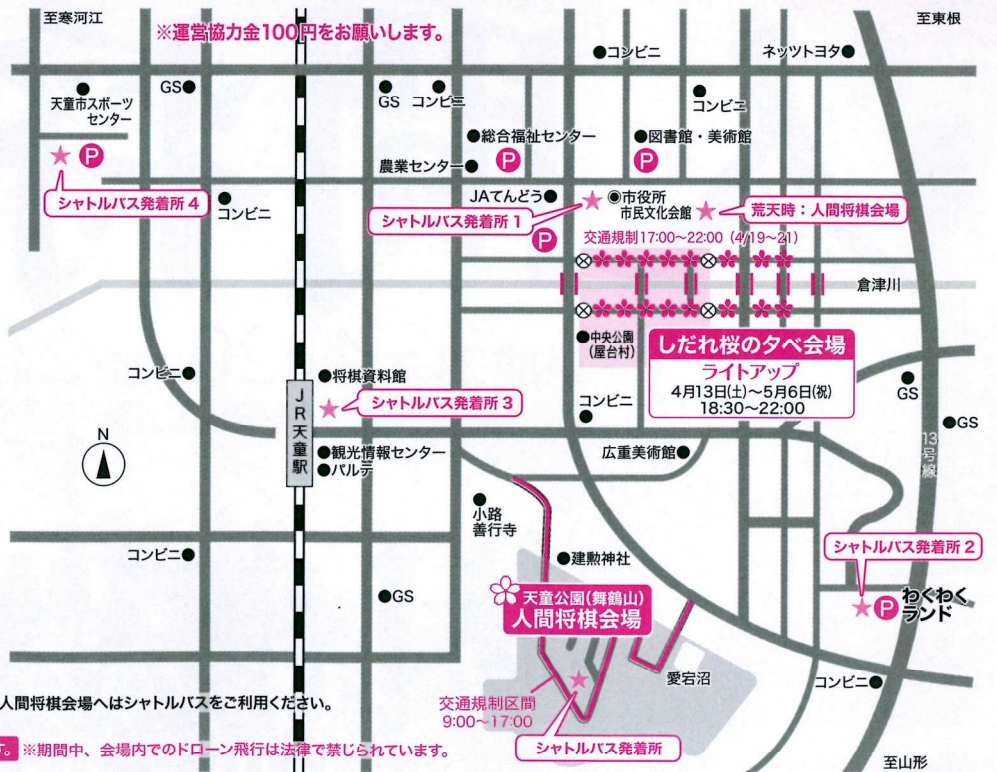 至寒河江
※運営協力金100円をお願いします。
至東根
コンビニ
ネッツトヨタ
天童市スポーツ
センター
GS
GS
コンビニ
コンビニ
総合福祉センター
図書館・美術館
P
P
P
農業センター
シャトルバス発着所4
コンビニ
JAてんどう
市役所
市民文化会館
荒天時：人間将棋会場
シャトルバス発着所1
P
交通規制17:00〜22:00（4/19〜21）
倉津川
中央公園
（屋台村）
しだれ桜の夕べ会場
ライトアップ
4月13日(土)〜5月6日(祝)
18:30〜22:00
コンビニ
将棋資料館
シャトルバス発着所3
コンビニ
GS
GS
JR天童駅
N
観光情報センター
パルテ
広重美術館
13号線
小路
善行寺
コンビニ
建勲神社
シャトルバス発着所2
GS
天童公園(舞鶴山)
人間将棋会場
P
わくわく
ランド
愛宕沼
コンビニ
交通規制区間
9:00〜17:00
人間将棋会場へはシャトルバスをご利用ください。
シャトルバス発着所
す。
※期間中、会場内でのドローン飛行は法律で禁じられています。
至山形